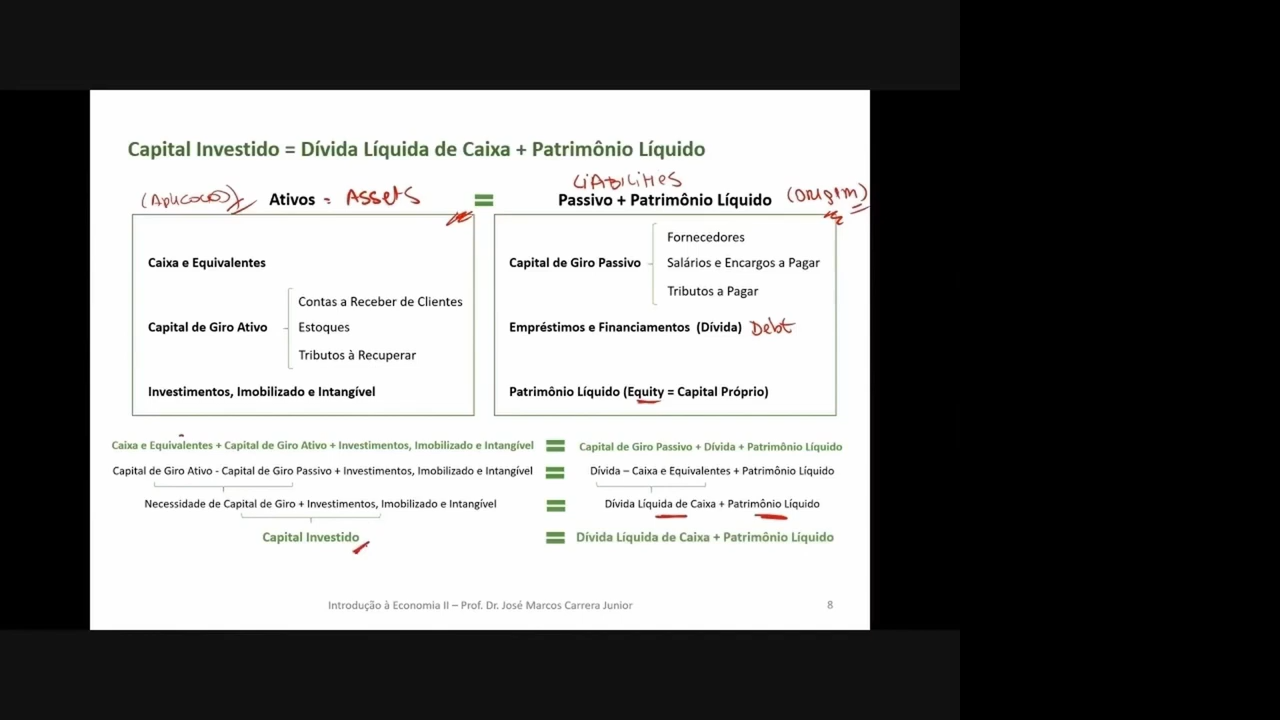 Capital Investido = Dívida Líquida de Caixa + Patrimônio Líquido
LIABILITIES
Ativos = Assets = Passivo + Patrimônio Líquido (Origem)
Caixa e Equivalentes
Capital de Giro Ativo
Contas a Receber de Clientes
Estoques
Tributos à Recuperar
Investimentos, Imobilizado e Intangível
Capital de Giro Passivo
Fornecedores
Salários e Encargos a Pagar
Tributos a Pagar
Empréstimos e Financiamentos (Dívida) Debt
Patrimônio Líquido (Equity = Capital Próprio)
Caixa e Equivalentes + Capital de Giro Ativo + Investimentos, Imobilizado e Intangível = Capital de Giro Passivo + Dívida + Patrimônio Líquido
Capital de Giro Ativo - Capital de Giro Passivo + Investimentos, Imobilizado e Intangível = Dívida – Caixa e Equivalentes + Patrimônio Líquido
Necessidade de Capital de Giro + Investimentos, Imobilizado e Intangível = Dívida Líquida de Caixa + Patrimônio Líquido
Capital Investido = Dívida Líquida de Caixa + Patrimônio Líquido
Introdução à Economia II – Prof. Dr. José Marcos Carrera Junior
8